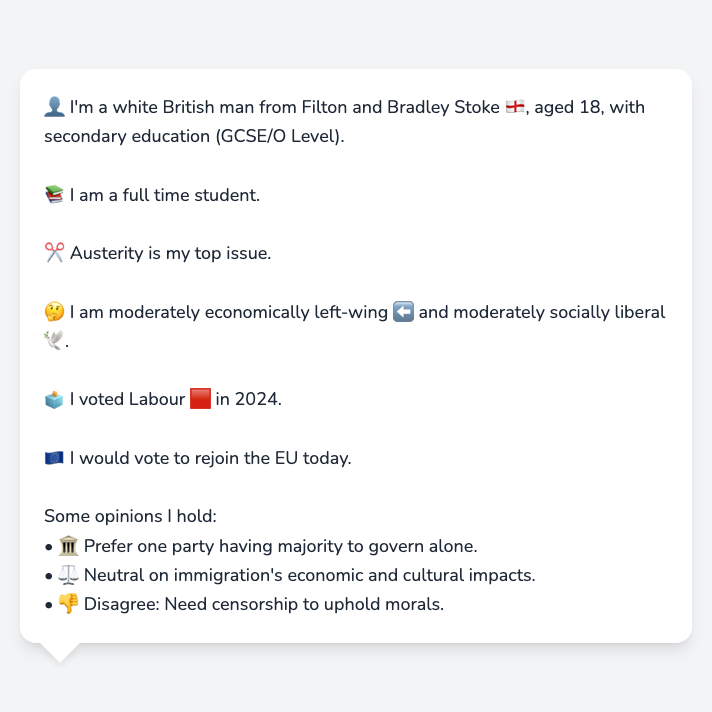 👤 I'm a white British man from Filton and Bradley Stoke 🏴󠁧󠁢󠁥󠁮󠁧󠁿, aged 18, with
secondary education (GCSE/O Level).
📚 I am a full time student.
✂️ Austerity is my top issue.
🤔 I am moderately economically left-wing ⬅️ and moderately socially liberal
🕊️.
🗳️ I voted Labour 🟥 in 2024.
🇪🇺 I would vote to rejoin the EU today.
Some opinions I hold:
• 🏛️ Prefer one party having majority to govern alone.
• ⚖️ Neutral on immigration's economic and cultural impacts.
• 👎 Disagree: Need censorship to uphold morals.